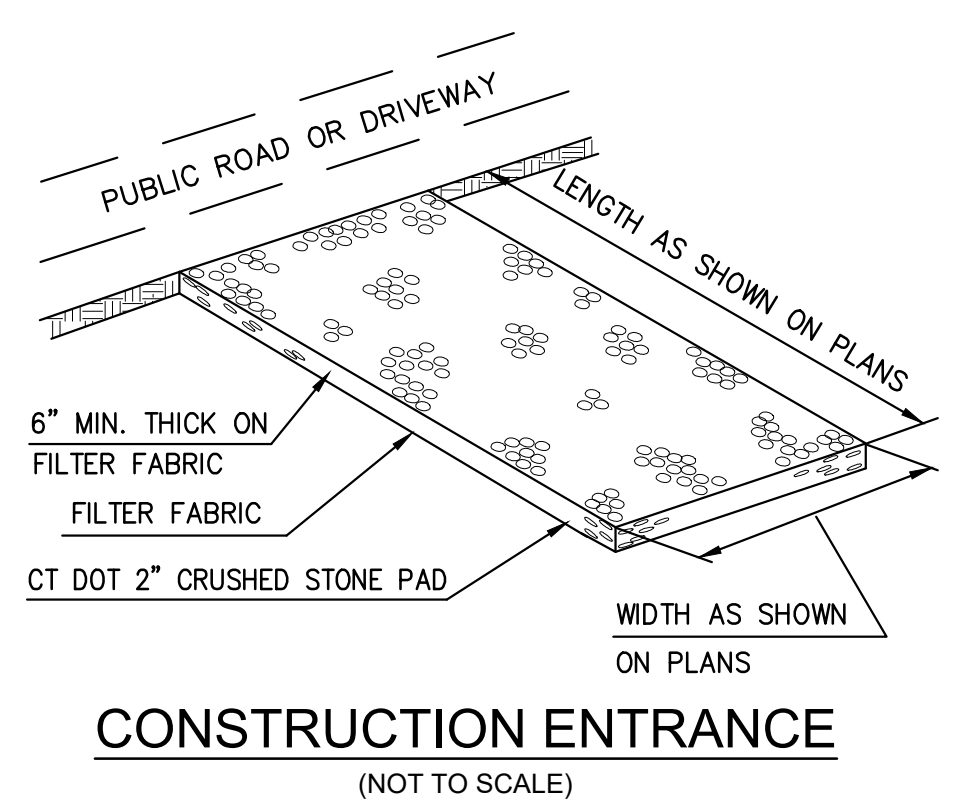 PUBLIC ROAD OR DRIVEWAY
LENGTH AS SHOWN ON PLANS
6” MIN. THICK ON
FILTER FABRIC
FILTER FABRIC
CT DOT 2” CRUSHED STONE PAD
WIDTH AS SHOWN
ON PLANS
CONSTRUCTION ENTRANCE
(NOT TO SCALE)